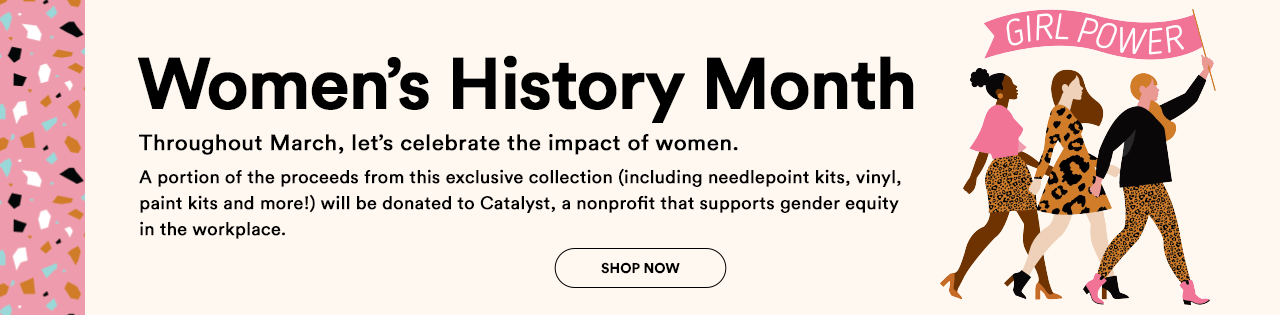 GIRL POWER
Women’s History Month
Throughout March, let’s celebrate the impact of women.
A portion of the proceeds from this exclusive collection (including needlepoint kits, vinyl,
paint kits and more!) will be donated to Catalyst, a nonprofit that supports gender equity
in the workplace.
SHOP NOW